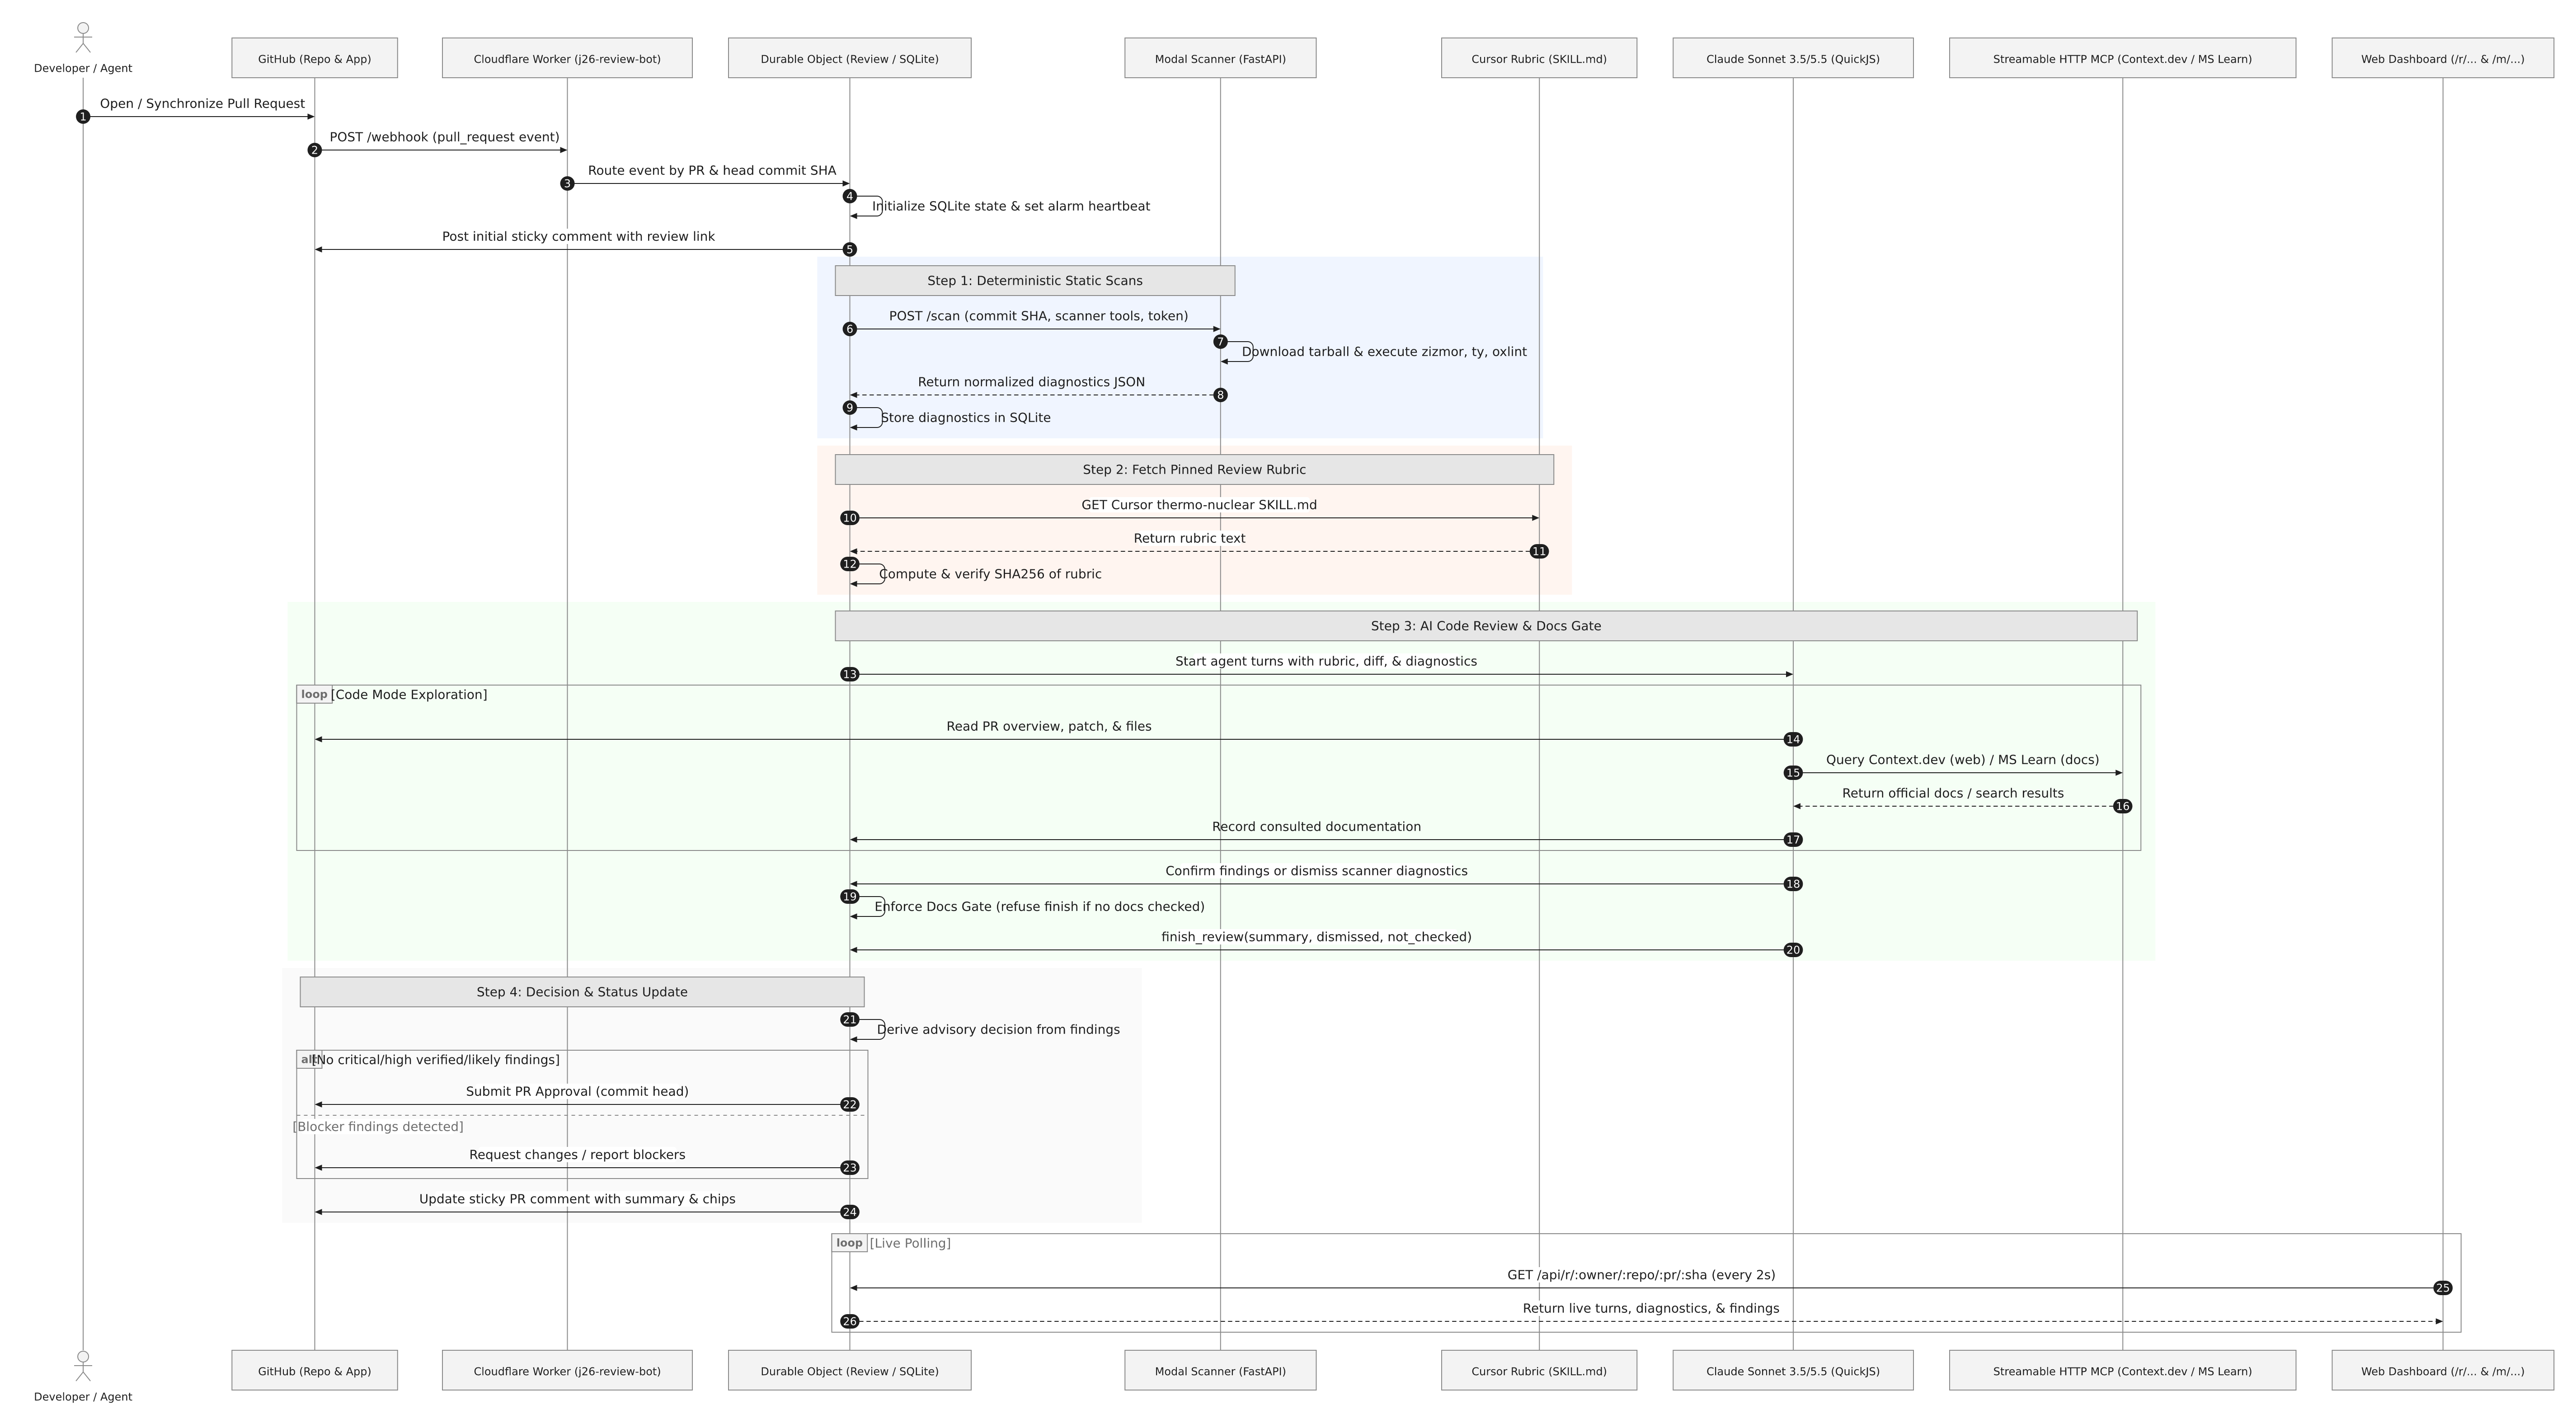 Developer / Agent
GitHub (Repo & App)
Cloudflare Worker (j26-review-bot)
Durable Object (Review / SQLite)
Modal Scanner (FastAPI)
Cursor Rubric (SKILL.md)
Claude Sonnet 3.5/5.5 (QuickJS)
Streamable HTTP MCP (Context.dev / MS Learn)
Web Dashboard (/r/... & /m/...)
Open / Synchronize Pull Request
1
POST /webhook (pull_request event)
2
Route event by PR & head commit SHA
3
4
Initialize SQLite state & set alarm heartbeat
Post initial sticky comment with review link
5
Step 1: Deterministic Static Scans
POST /scan (commit SHA, scanner tools, token)
6
7
Download tarball & execute zizmor, ty, oxlint
Return normalized diagnostics JSON
8
9
Store diagnostics in SQLite
Step 2: Fetch Pinned Review Rubric
GET Cursor thermo-nuclear SKILL.md
10
Return rubric text
11
12
Compute & verify SHA256 of rubric
Step 3: AI Code Review & Docs Gate
Start agent turns with rubric, diff, & diagnostics
13
loop [Code Mode Exploration]
Read PR overview, patch, & files
14
Query Context.dev (web) / MS Learn (docs)
15
Return official docs / search results
16
Record consulted documentation
17
Confirm findings or dismiss scanner diagnostics
18
19
Enforce Docs Gate (refuse finish if no docs checked)
finish_review(summary, dismissed, not_checked)
20
Step 4: Decision & Status Update
21
Derive advisory decision from findings
alt [No critical/high verified/likely findings]
Submit PR Approval (commit head)
22
[Blocker findings detected]
Request changes / report blockers
23
Update sticky PR comment with summary & chips
24
loop [Live Polling]
GET /api/r/:owner/:repo/:pr/:sha (every 2s)
25
Return live turns, diagnostics, & findings
26
Developer / Agent
GitHub (Repo & App)
Cloudflare Worker (j26-review-bot)
Durable Object (Review / SQLite)
Modal Scanner (FastAPI)
Cursor Rubric (SKILL.md)
Claude Sonnet 3.5/5.5 (QuickJS)
Streamable HTTP MCP (Context.dev / MS Learn)
Web Dashboard (/r/... & /m/...)